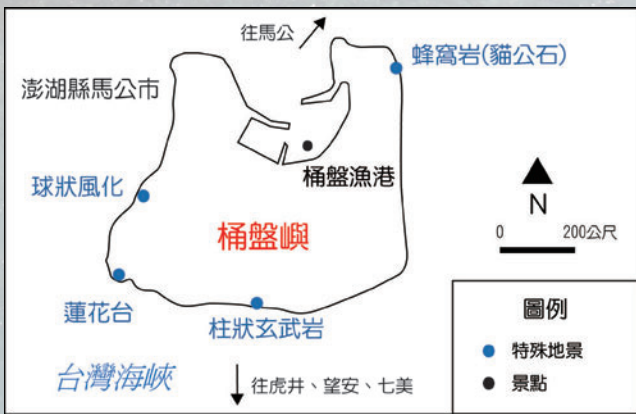 往馬公
蜂窩岩(貓公石)
澎湖縣馬公市
桶盤漁港
球狀風化
桶盤嶼
N
0 200公尺
蓮花台
柱狀玄武岩
圖例
特殊地景
景點
台灣海峽
往虎井、望安、七美